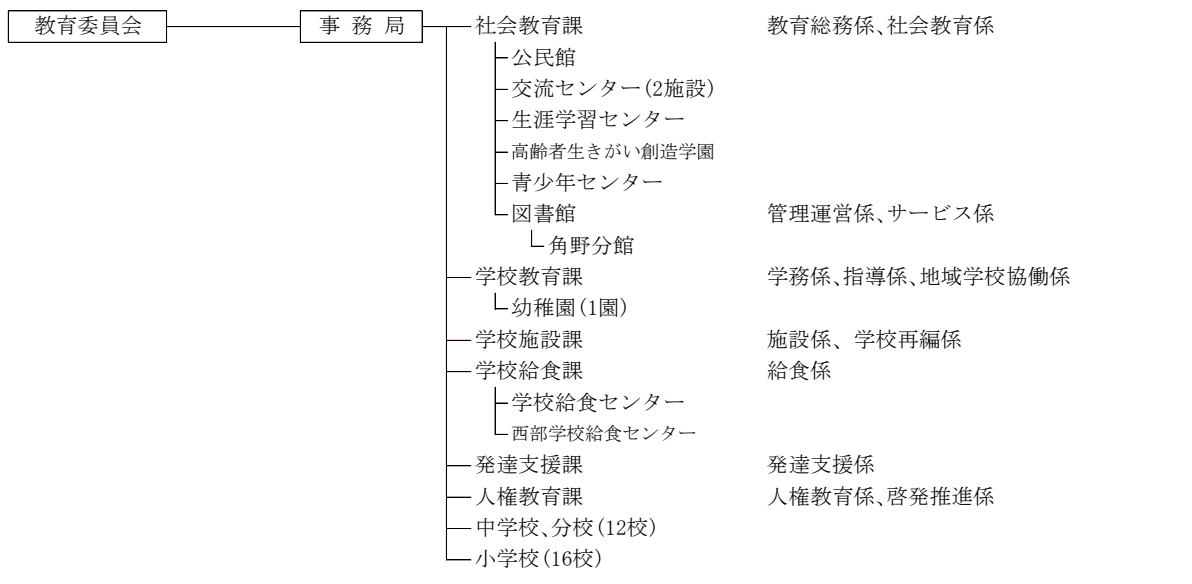 教育委員会 事 務 局 社会教育課 教育総務係、社会教育係
公民館
交流センター(2施設)
生涯学習センター
高齢者生きがい創造学園
青少年センター
図書館 管理運営係、サービス係
角野分館
学校教育課 学務係、指導係、地域学校協働係
幼稚園(1園)
学校施設課 施設係、学校再編係
学校給食課 給食係
学校給食センター
西部学校給食センター
発達支援課 発達支援係
人権教育課 人権教育係、啓発推進係
中学校、分校(12校)
小学校(16校)